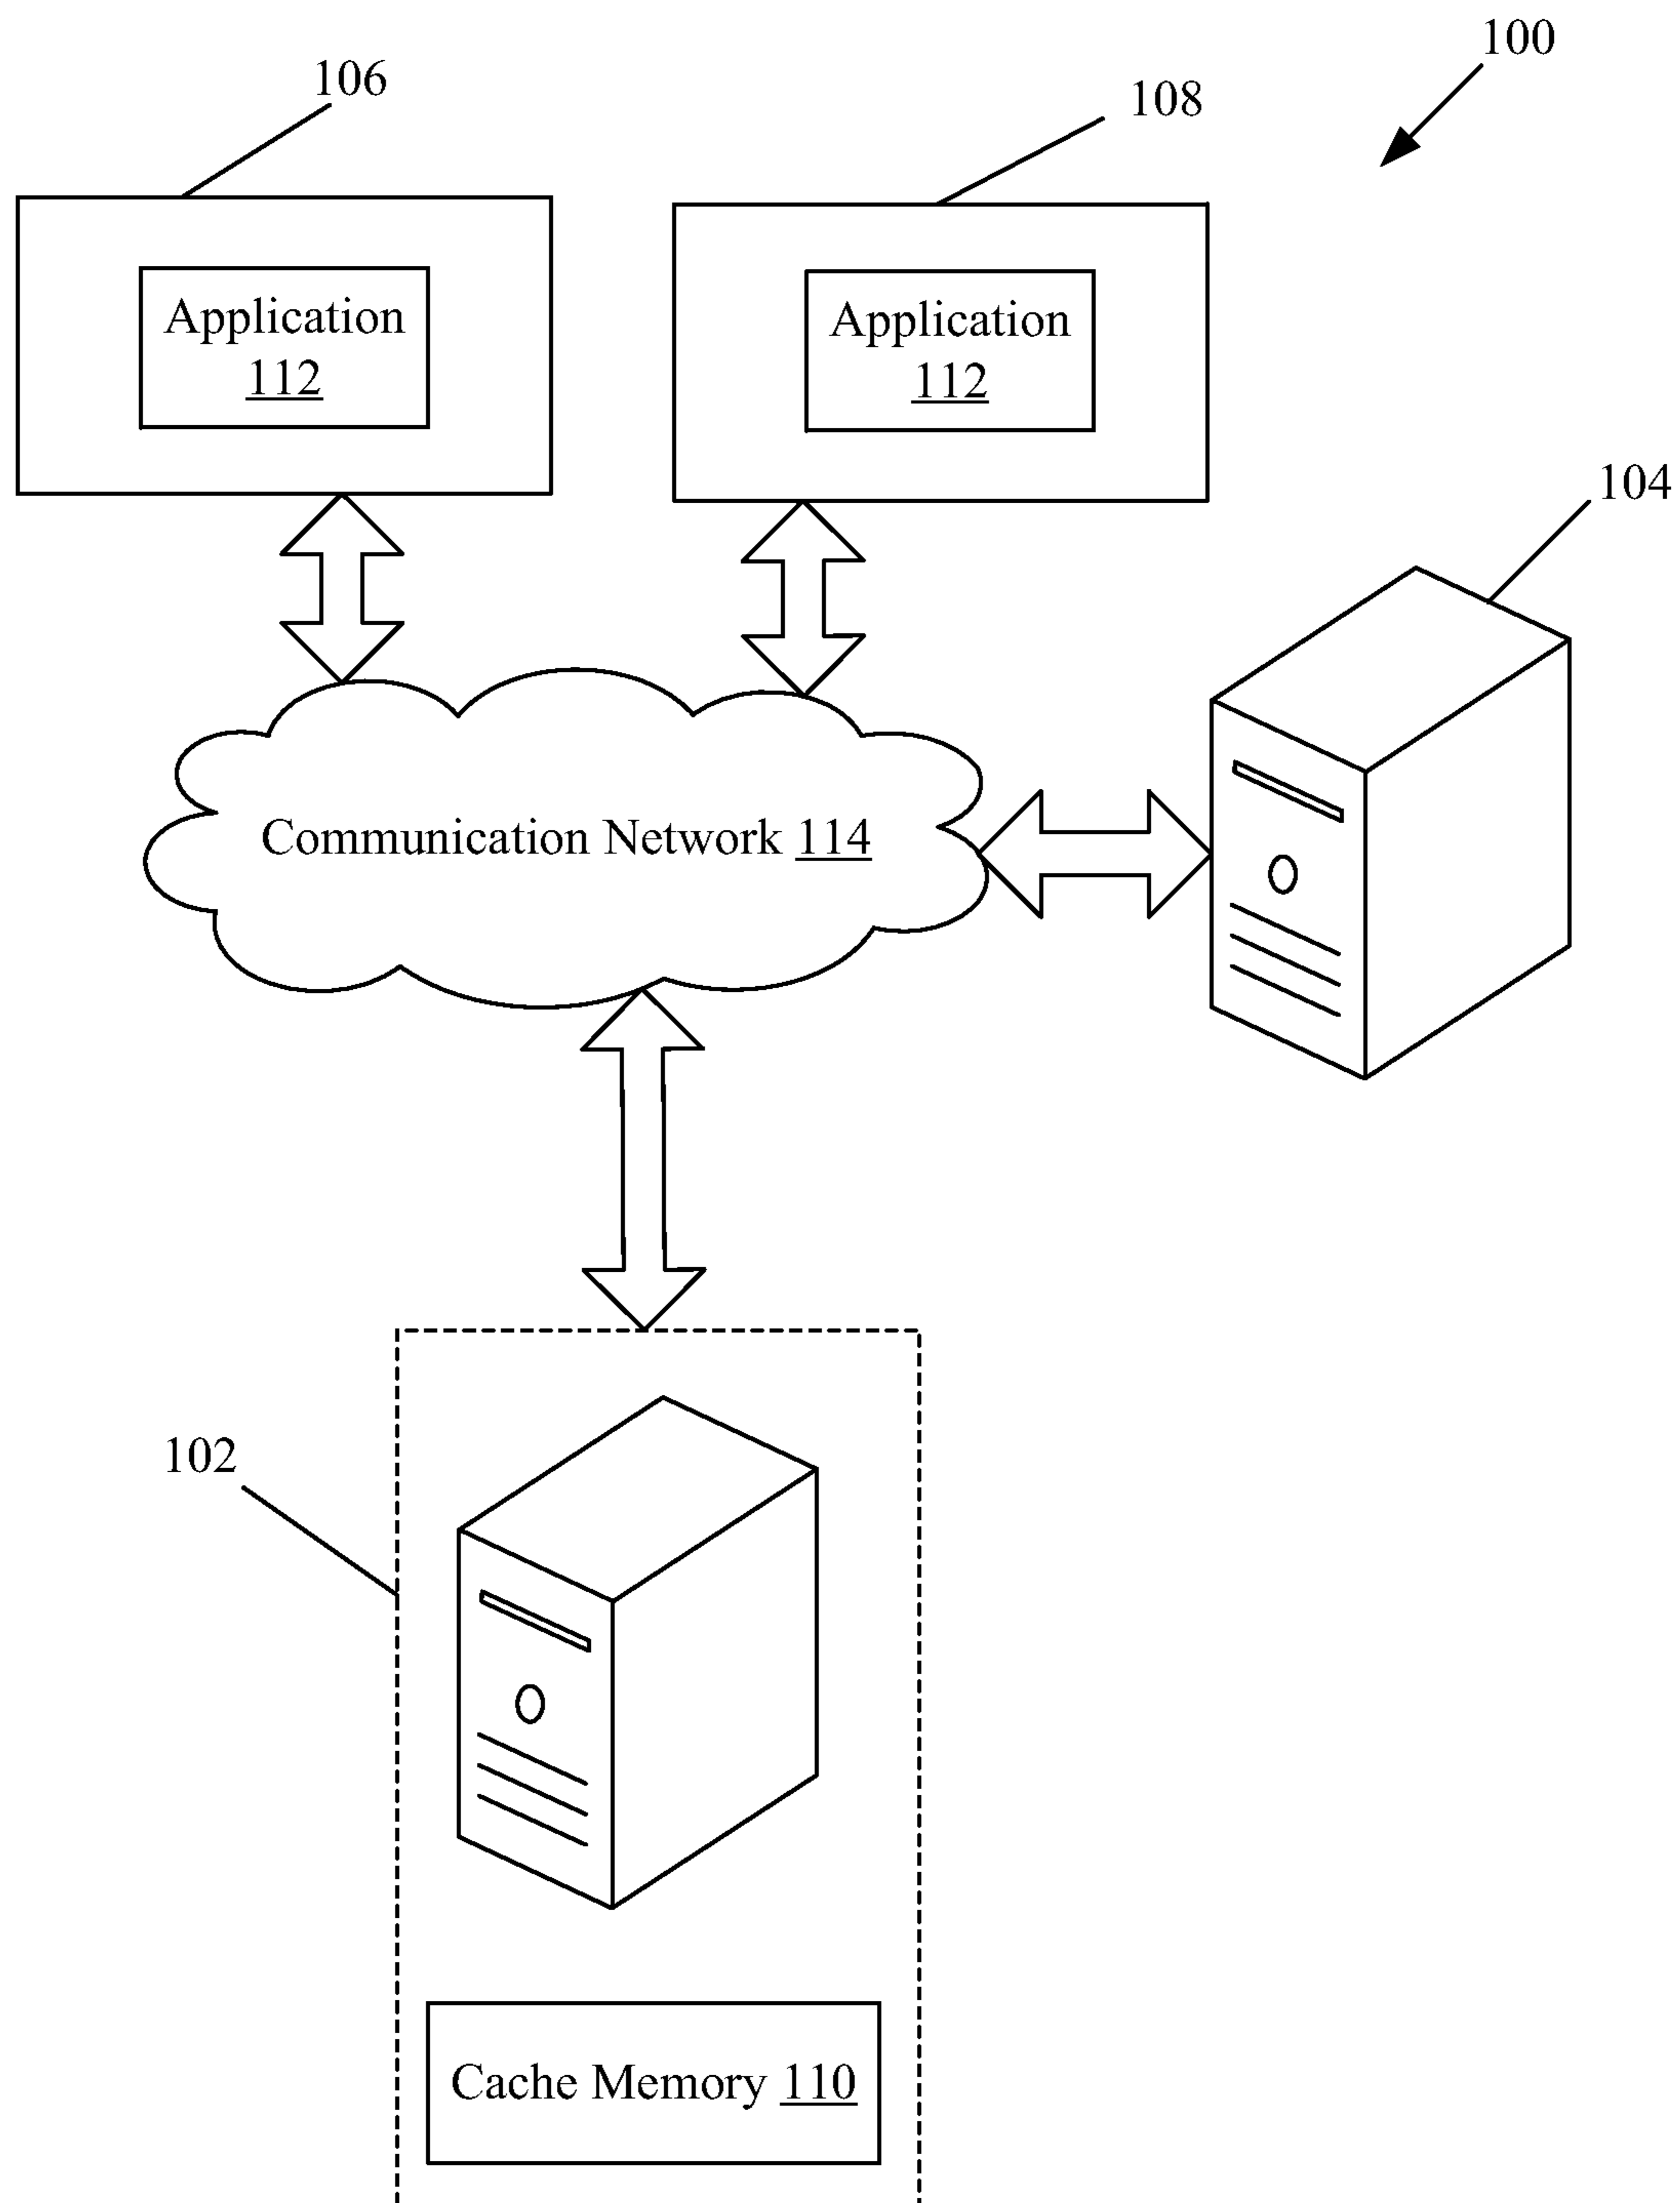 100
106
108
Application
112
Application
112
104
Communication Network 114
102
Cache Memory 110